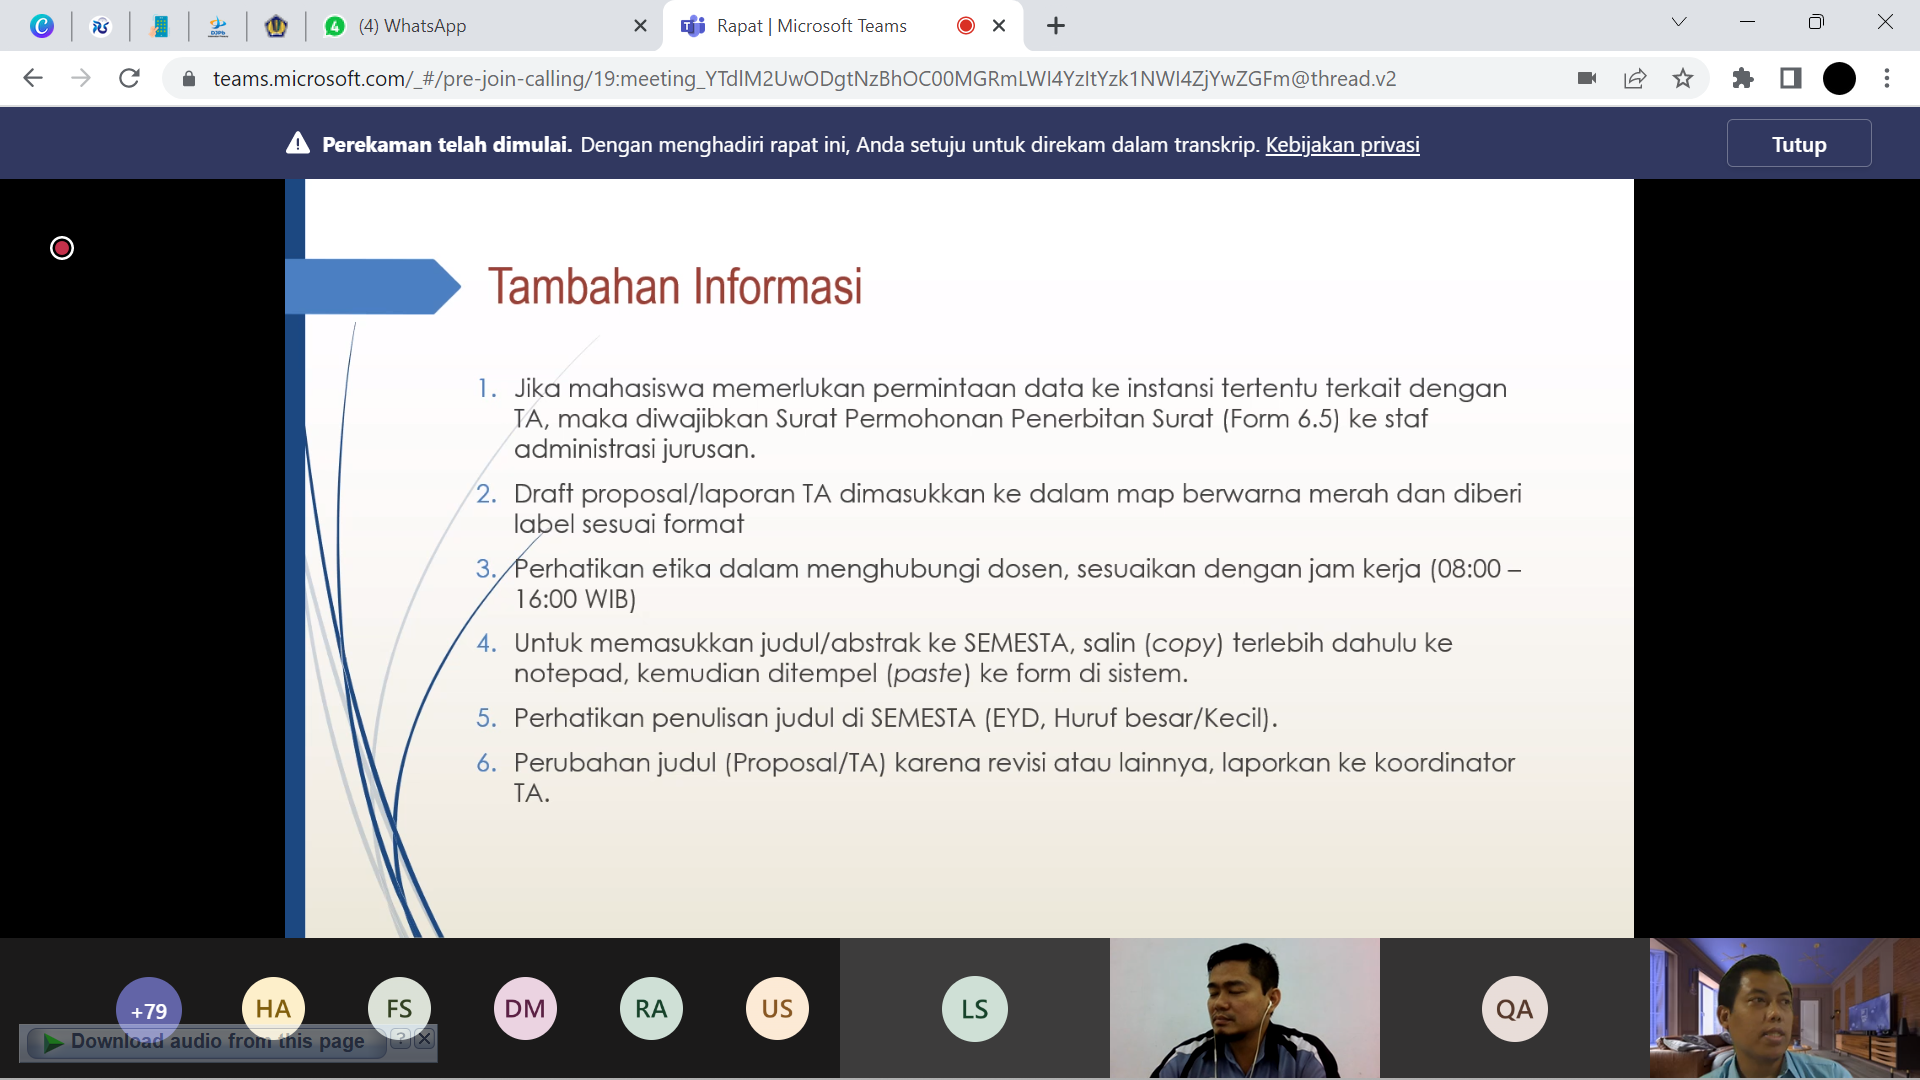 (4) WhatsApp
Rapat | Microsoft Teams
teams.microsoft.com/_#/pre-join-calling/19:meeting_YTdlM2UwODgtNzBhOC00MGRmLWI4YzItYzk1NWI4ZjYwZGFm@thread.v2
Perekaman telah dimulai. Dengan menghadiri rapat ini, Anda setuju untuk direkam dalam transkrip. Kebijakan privasi
Tutup
Tambahan Informasi
1. Jika mahasiswa memerlukan permintaan data ke instansi tertentu terkait dengan
TA, maka diwajibkan Surat Permohonan Penerbitan Surat (Form 6.5) ke staf
administrasi jurusan.
2. Draft proposal/laporan TA dimasukkan ke dalam map berwarna merah dan diberi
label sesuai format
3. Perhatikan etika dalam menghubungi dosen, sesuaikan dengan jam kerja (08:00 –
16:00 WIB)
4. Untuk memasukkan judul/abstrak ke SEMESTA, salin (copy) terlebih dahulu ke
notepad, kemudian ditempel (paste) ke form di sistem.
5. Perhatikan penulisan judul di SEMESTA (EYD, Huruf besar/Kecil).
6. Perubahan judul (Proposal/TA) karena revisi atau lainnya, laporkan ke koordinator
TA.
+79
HA
FS
DM
RA
US
LS
QA
Download audio from this page
?